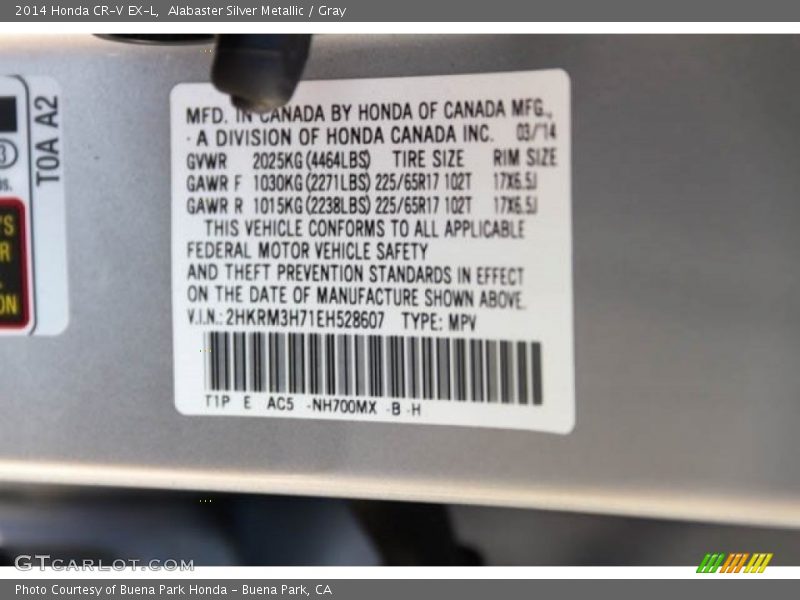 2014 Honda CR-V EX-L,  Alabaster Silver Metallic / Gray
MFD. IN CANADA BY HONDA OF CANADA MFG.,
· A DIVISION OF HONDA CANADA INC. 03/14
GVWR 2025KG (4464LBS) TIRE SIZE RIM SIZE
GAWR F 1030KG (2271LBS) 225/65R17 102T 17X6.5J
GAWR R 1015KG (2238LBS) 225/65R17 102T 17X6.5J
THIS VEHICLE CONFORMS TO ALL APPLICABLE
FEDERAL MOTOR VEHICLE SAFETY
AND THEFT PREVENTION STANDARDS IN EFFECT
ON THE DATE OF MANUFACTURE SHOWN ABOVE.
V.I.N.: 2HKRM3H71EH528607 TYPE: MPV
T1P E AC5 -NH700MX -B -H
T0A A2
GTCARLOT.COM
Photo Courtesy of Buena Park Honda - Buena Park, CA